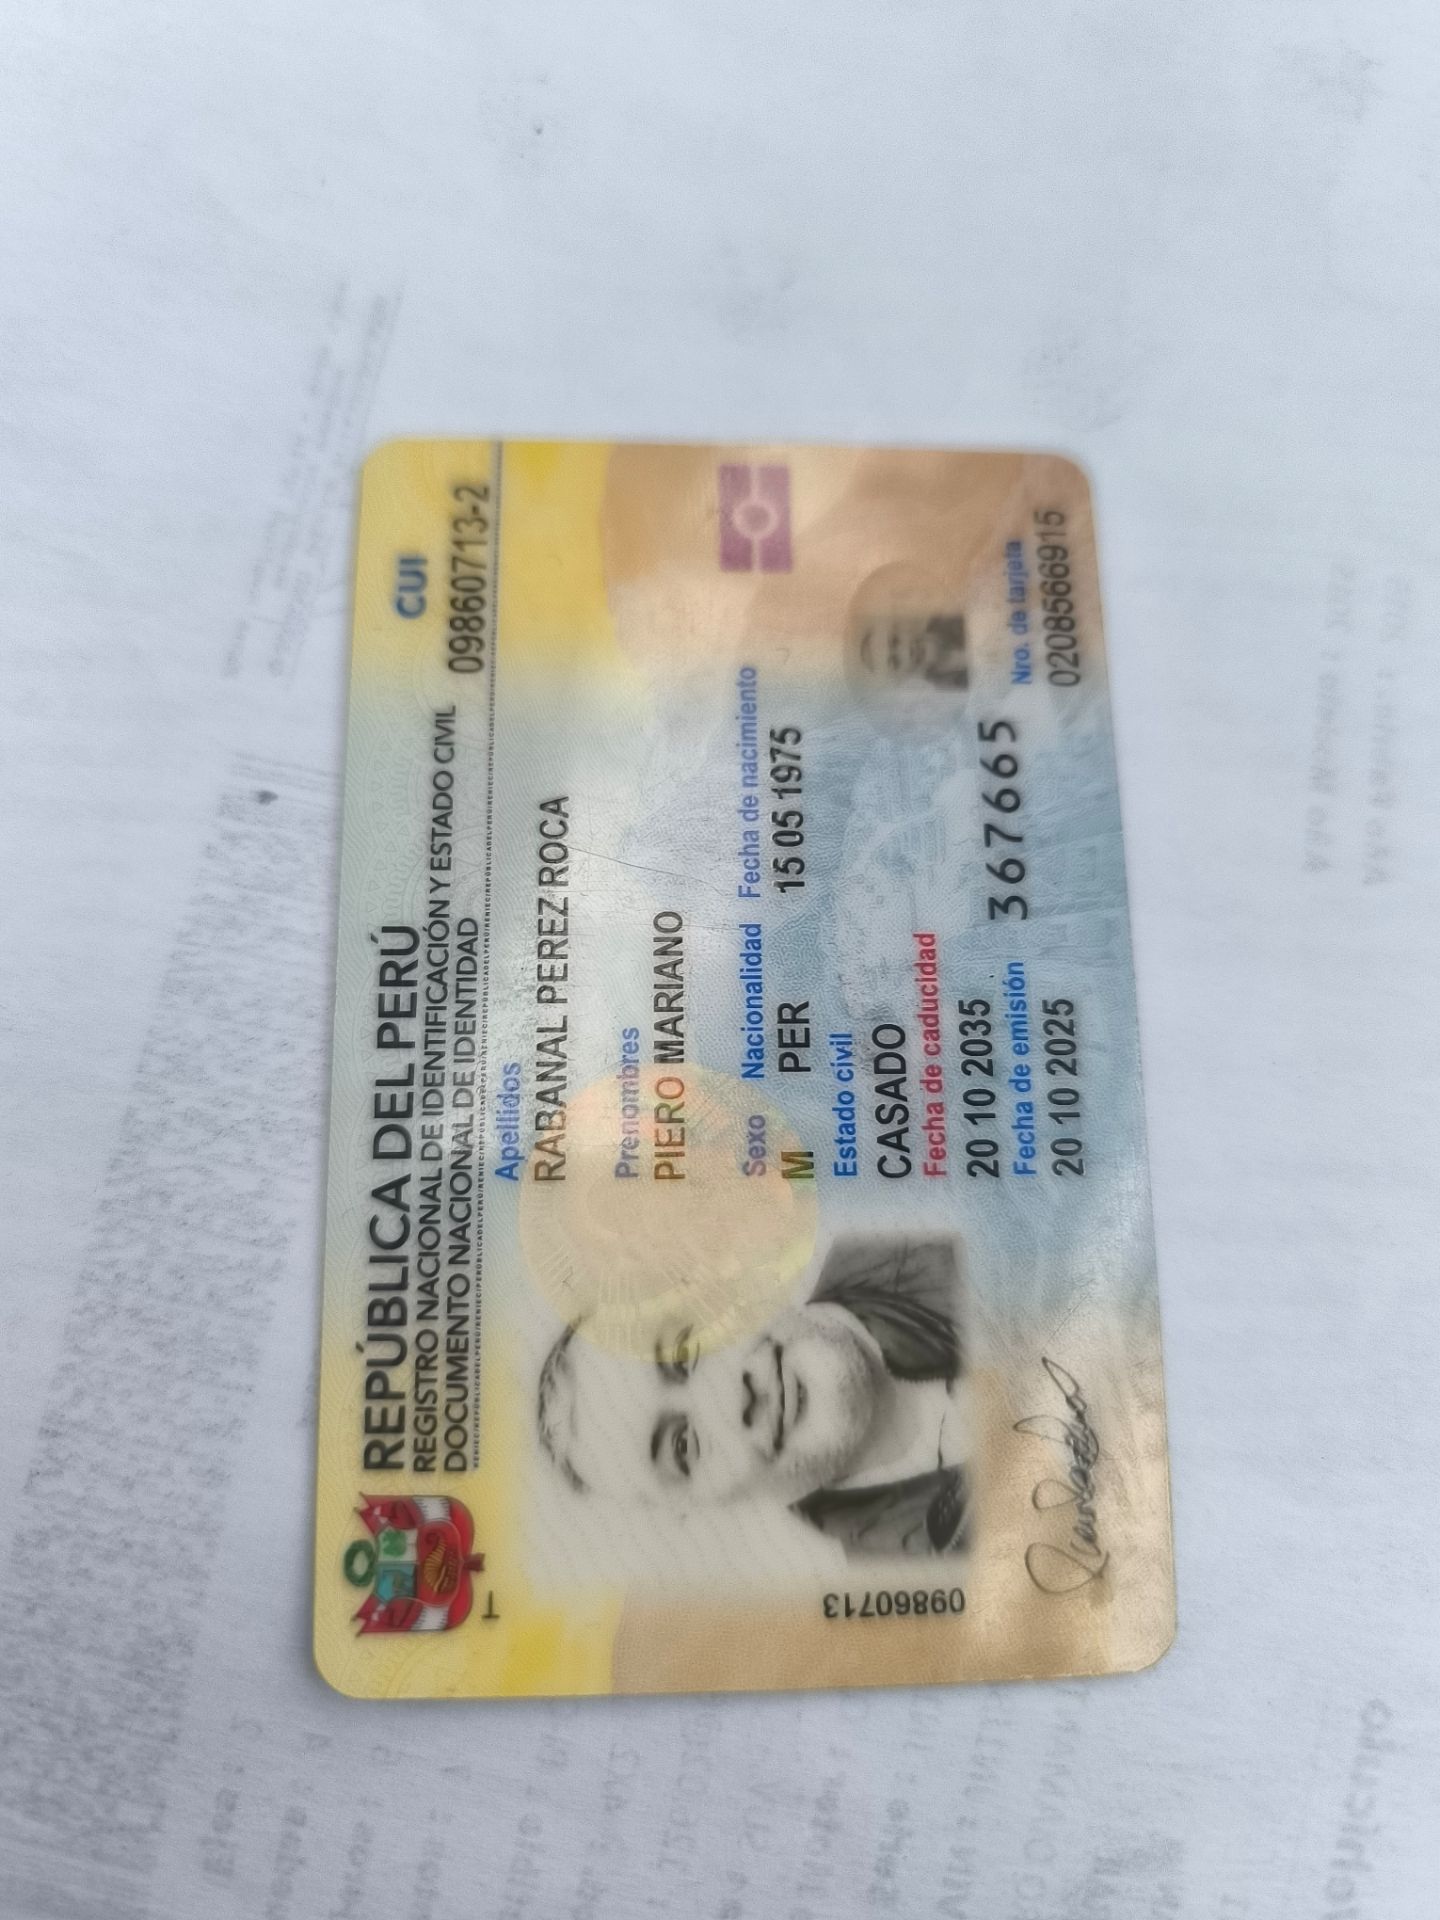 REPÚBLICA DEL PERÚ
REGISTRO NACIONAL DE IDENTIFICACIÓN Y ESTADO CIVIL
DOCUMENTO NACIONAL DE IDENTIDAD
CUI
09860713-2
T
Apellidos
RABANAL PEREZ ROCA
Prenombres
PIERO MARIANO
Sexo Nacionalidad Fecha de nacimiento
M PER 15 05 1975
Estado civil
CASADO
Fecha de caducidad
20 10 2035
Fecha de emisión
20 10 2025
367665
Nro. de tarjeta
0208566915
09860713